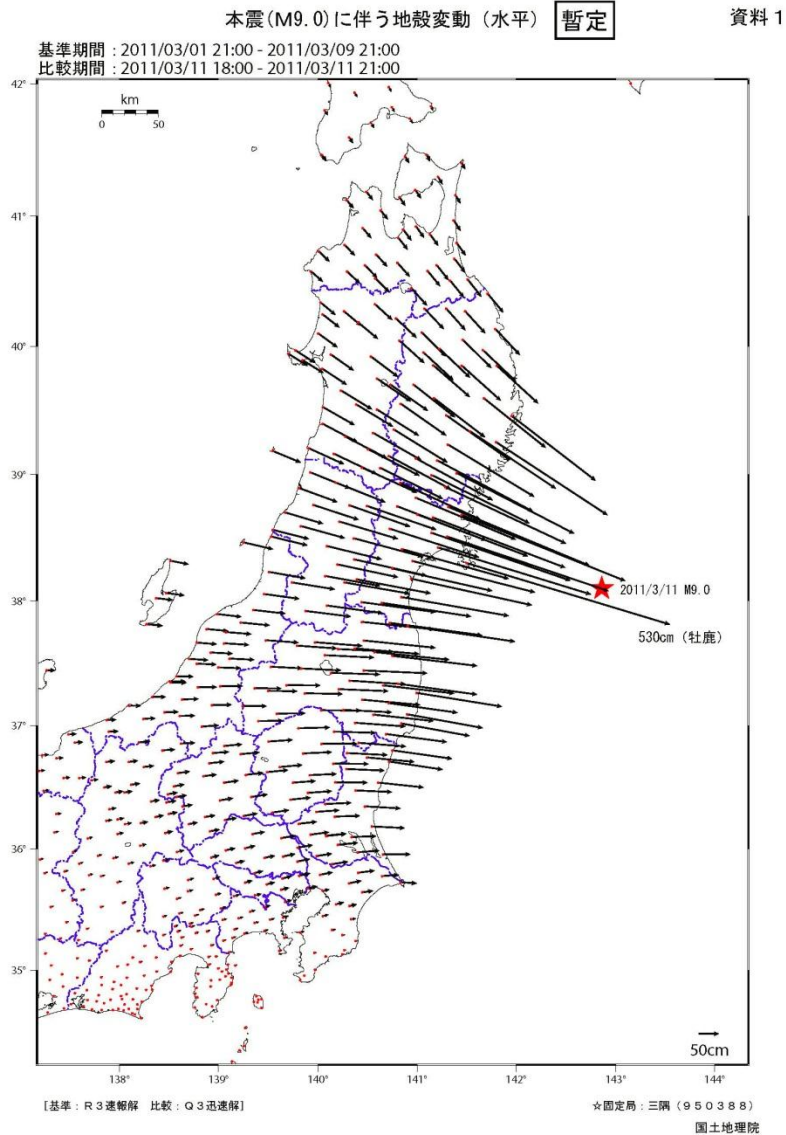 本震(M9.0)に伴う地殻変動（水平） 暫定 資料1
基準期間：2011/03/01 21:00 - 2011/03/09 21:00
比較期間：2011/03/11 18:00 - 2011/03/11 21:00
42°
km
0 50
41°
40°
39°
2011/3/11 M9.0
38°
530cm（牡鹿）
37°
36°
35°
50cm
138° 139° 140° 141° 142° 143° 144°
[基準：R3速報解 比較：Q3迅速解] ☆固定局：三隅（950388）
国土地理院